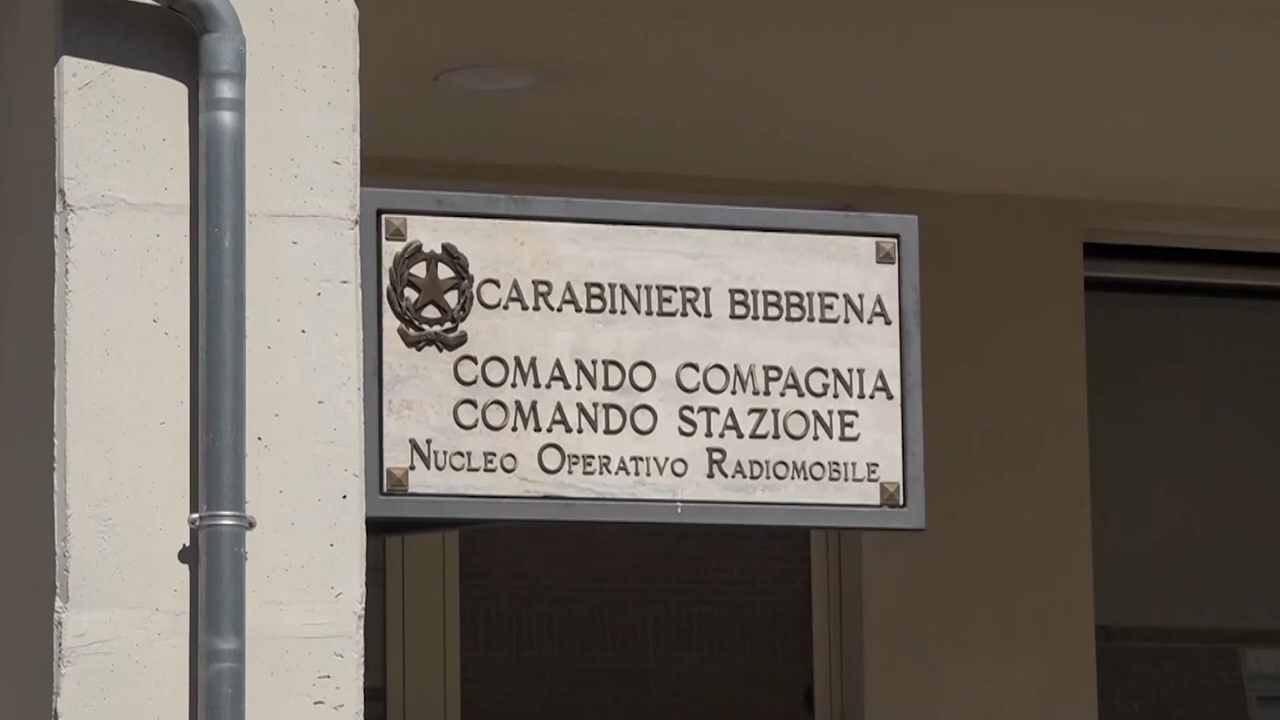 CARABINIERI BIBBIENA
COMANDO COMPAGNIA
COMANDO STAZIONE
NUCLEO OPERATIVO RADIOMOBILE